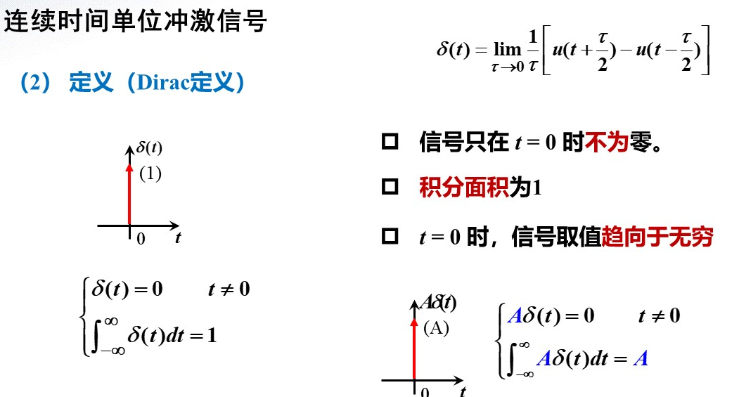 连续时间单位冲激信号
δ(t) = lim τ→0 1/τ [u(t + τ/2) − u(t − τ/2)]
（2） 定义（Dirac定义）
δ(t)
(1)
0 t
δ(t) = 0 t ≠ 0
∫_{−∞}^{∞} δ(t)dt = 1
信号只在 t = 0 时不为零。
积分面积为1
t = 0 时，信号取值趋向于无穷
Aδ(t)
(A)
0 t
Aδ(t) = 0 t ≠ 0
∫_{−∞}^{∞} Aδ(t)dt = A